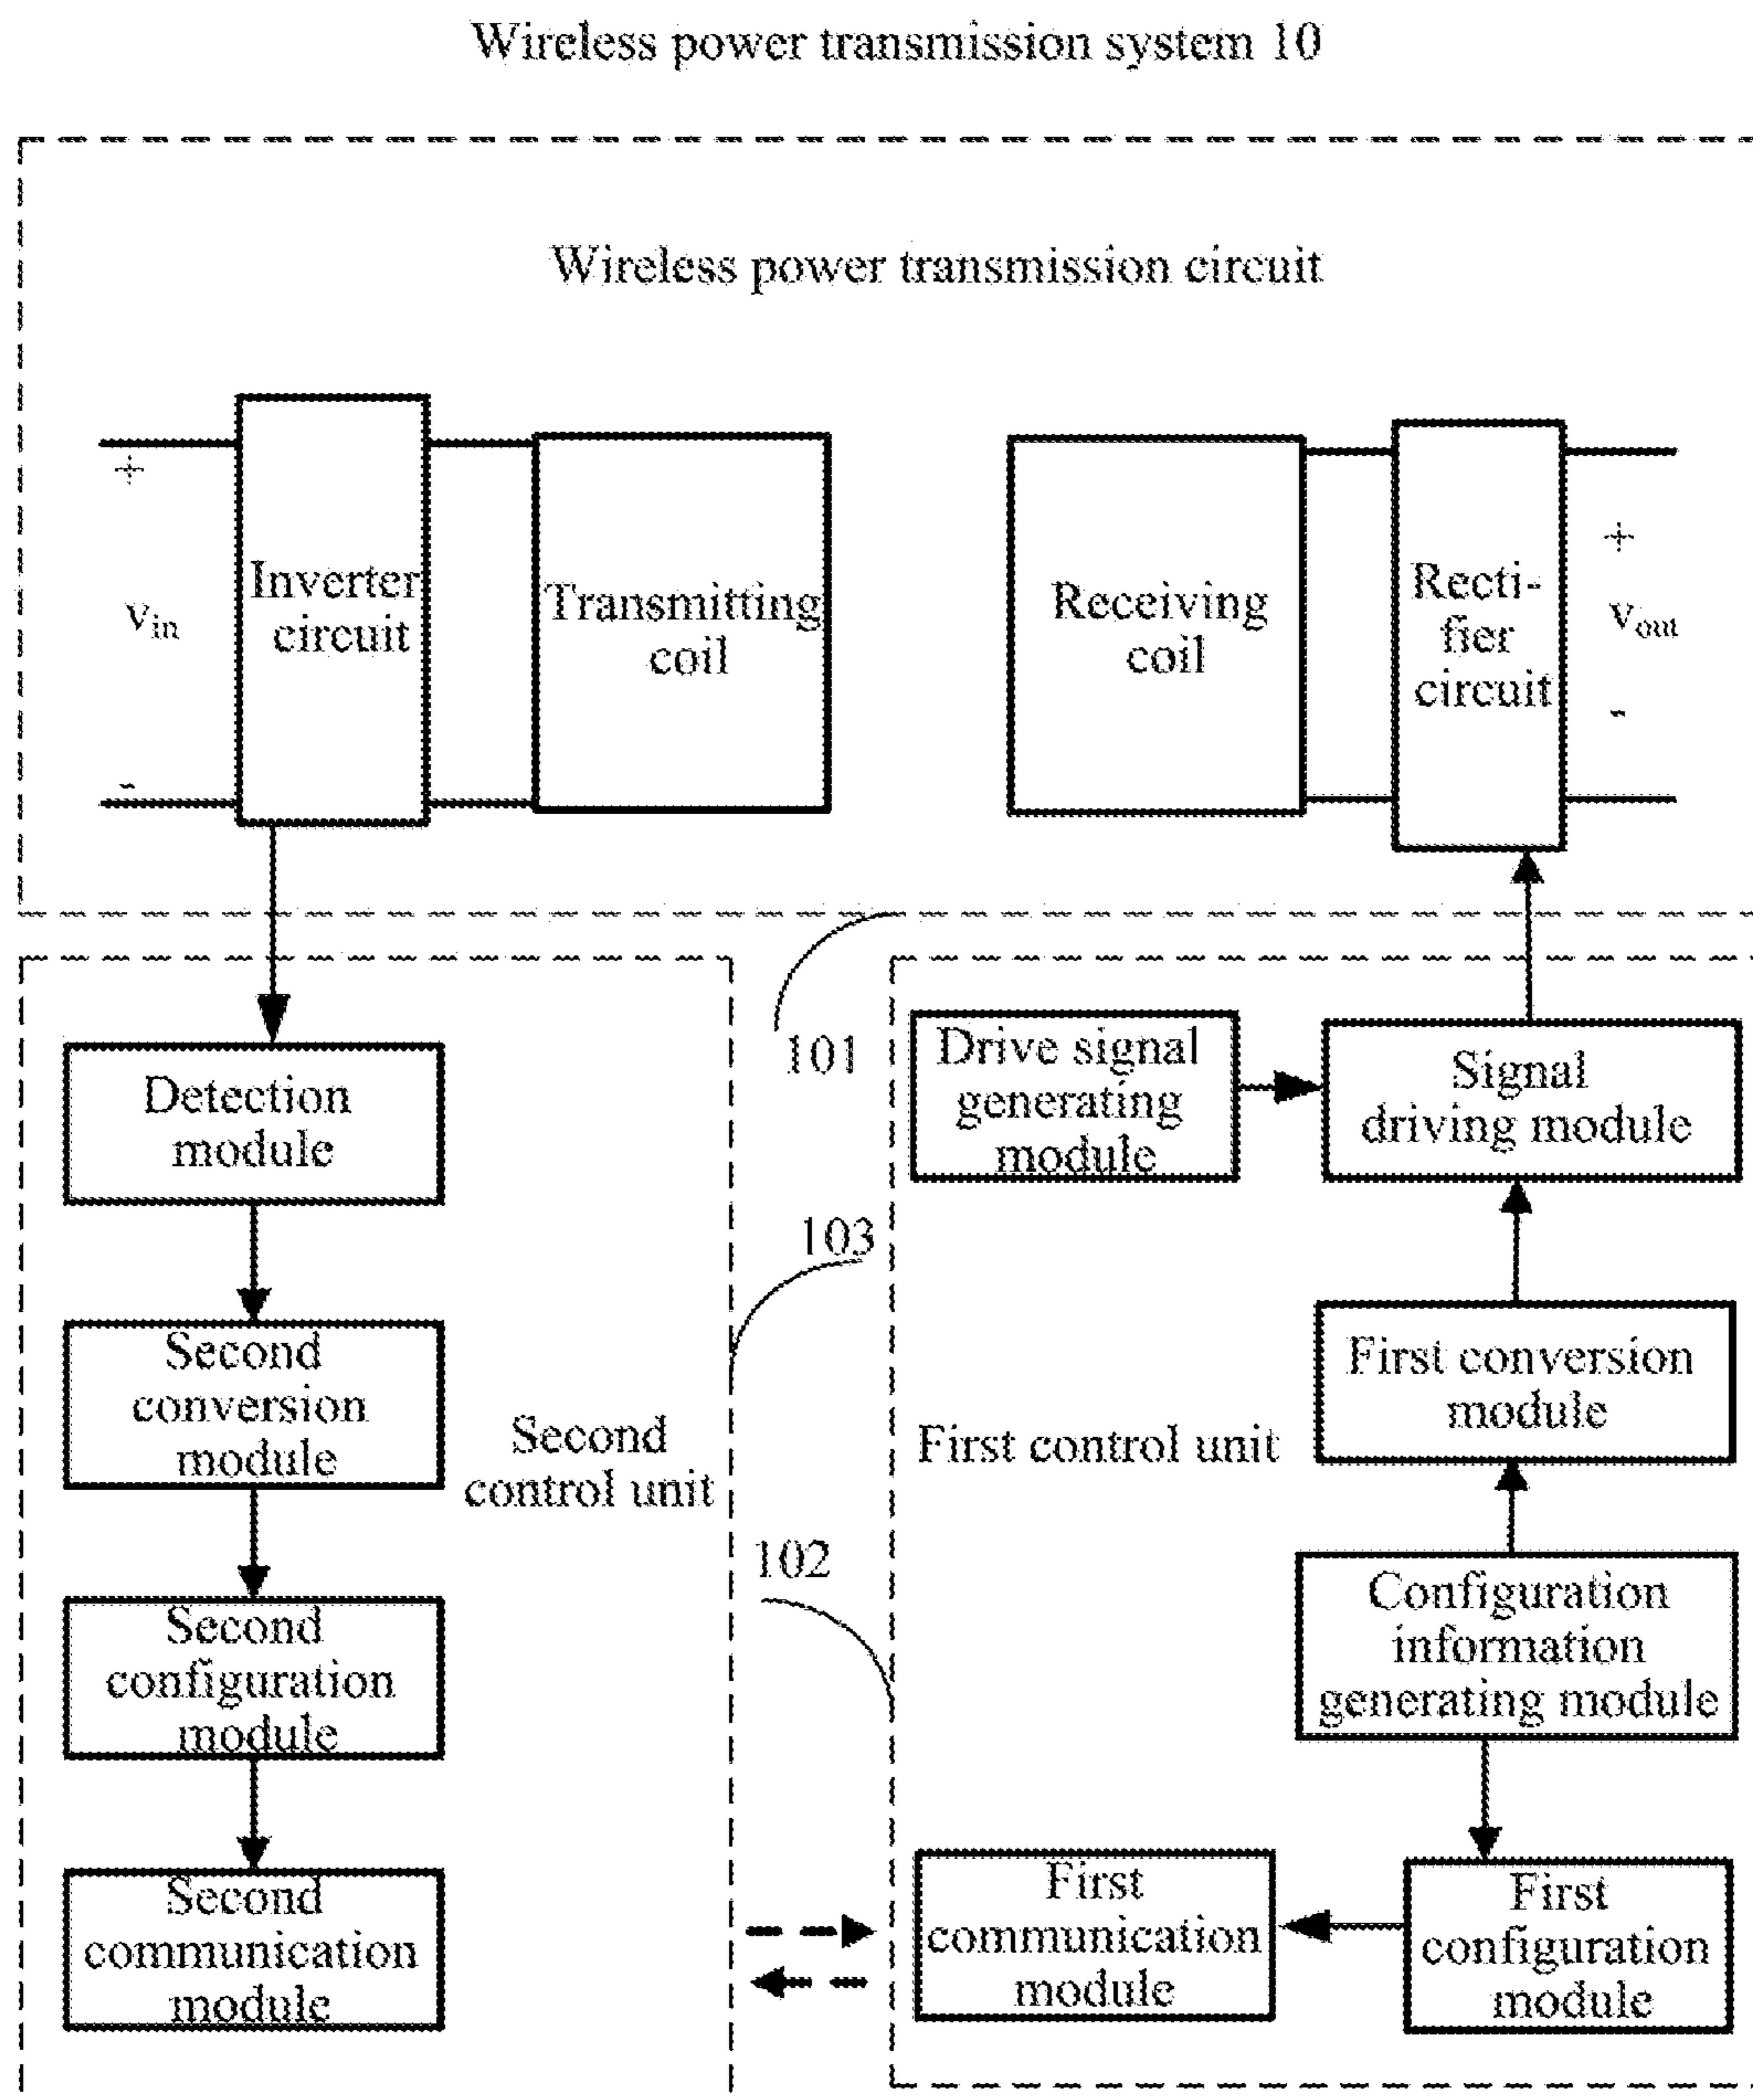 Wireless power transmission system 10
Wireless power transmission circuit
+
vin
-
Inverter
circuit
Transmitting
coil
Receiving
coil
Recti-
fier
circuit
+
vout
-
101
103
102
Detection
module
Second
conversion
module
Second
configuration
module
Second
communication
module
Second
control unit
Drive signal
generating
module
Signal
driving module
First conversion
module
First control unit
Configuration
information
generating module
First
communication
module
First
configuration
module